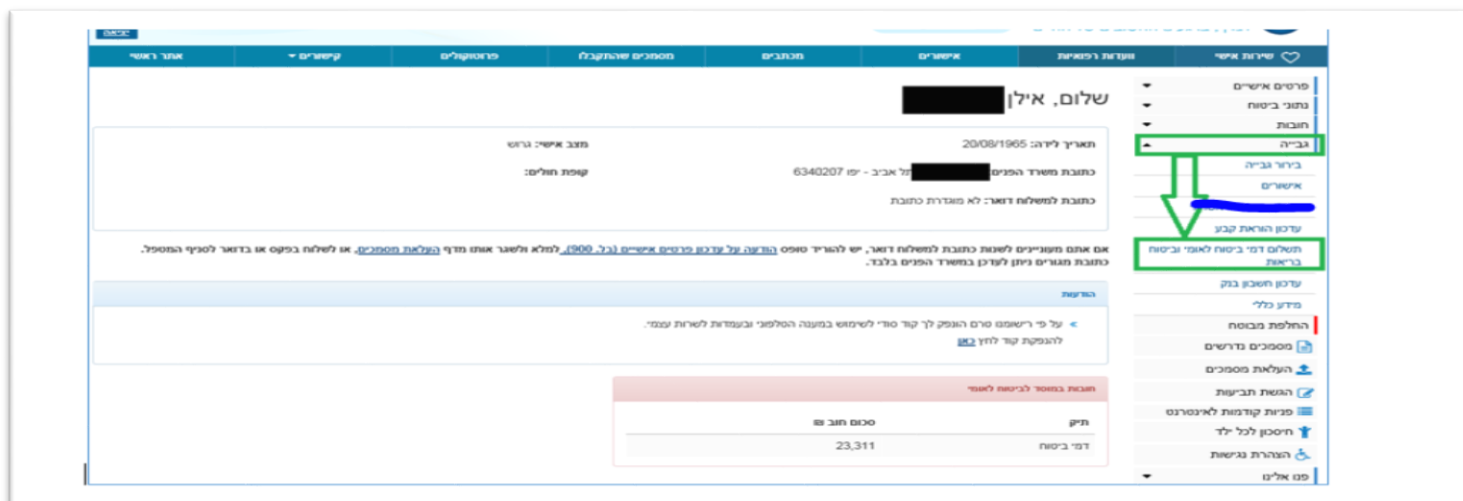 יציאה
שירות אישי
וועדות רפואיות
אישורים
מכתבים
מסמכים שהתקבלו
פרוטוקולים
קישורים
אתר ראשי
פרטים אישיים
נתוני ביטוח
חובות
גבייה
בירור גבייה
אישורים
עדכון הוראת קבע
תשלום דמי ביטוח לאומי וביטוח
בריאות
עדכון חשבון בנק
מידע כללי
החלפת מבוטח
מסמכים נדרשים
העלאת מסמכים
הגשת תביעות
פניות קודמות לאינטרנט
חיסכון לכל ילד
הצהרת נגישות
פנו אלינו
שלום, אילן
תאריך לידה: 20/08/1965
מצב אישי: גרוש
כתובת משרד הפנים: תל אביב - יפו 6340207
קופת חולים:
כתובת למשלוח דואר: לא מוגדרת כתובת
אם אתם מעוניינים לשנות כתובת למשלוח דואר, יש להוריד טופס הודעה על עדכון פרטים אישיים (בל, 900), למלא ולשגר אותו מדף העלאת מסמכים, או לשלוח בפקס או בדואר לסניף המטפל.
כתובת מגורים ניתן לעדכן במשרד הפנים בלבד.
הודעות
על פי רישומנו טרם הונפק לך קוד סודי לשימוש במענה הטלפוני ובעמדות לשרות עצמי.
להנפקת קוד לחץ כאן
חובות במוסד לביטוח לאומי
תיק
סכום חוב ₪
דמי ביטוח
23,311